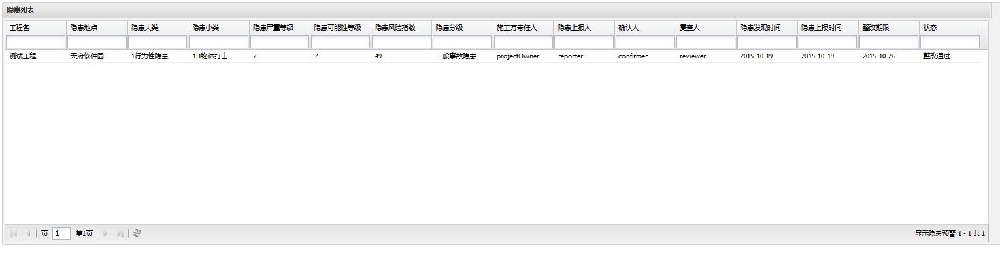 隐患列表
工程名 隐患地点 隐患大类 隐患小类 隐患严重等级 隐患可能性等级 隐患风险指数 隐患分级 施工方责任人 隐患上报人 确认人 复查人 隐患发现时间 隐患上报时间 整改期限 状态
测试工程 天府软件园 1行为性隐患 1.1物体打击 7 7 49 一般事故隐患 projectOwner reporter confirmer reviewer 2015-10-19 2015-10-19 2015-10-26 整改通过
页 1 第1页 显示隐患预警 1 - 1 共 1